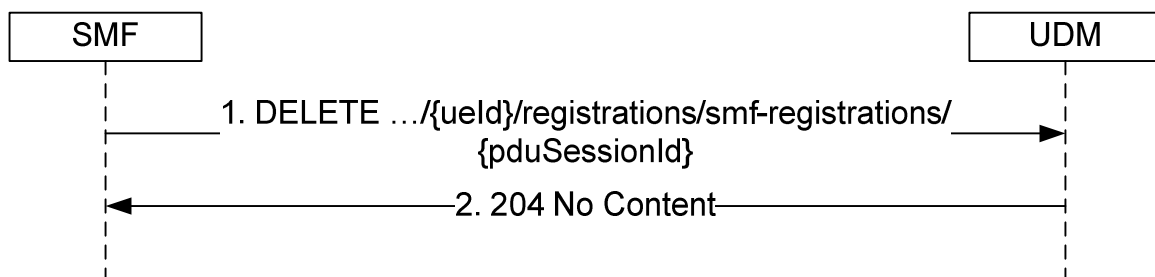 SMF
UDM
1. DELETE …/{ueId}/registrations/smf-registrations/
{pduSessionId}
2. 204 No Content